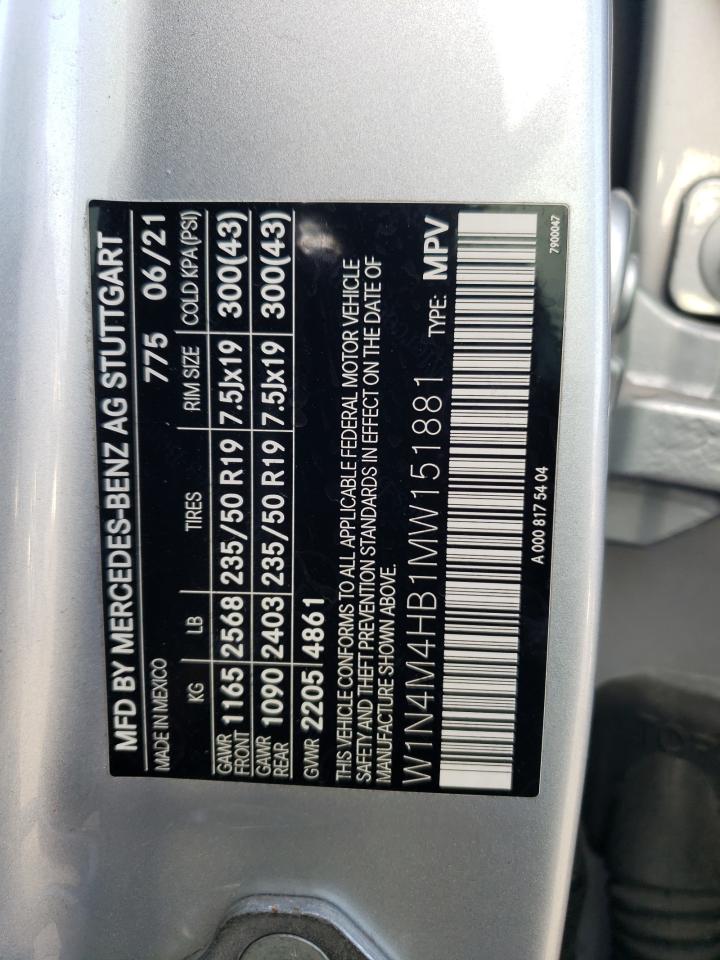 MFD BY MERCEDES-BENZ AG STUTTGART
MADE IN MEXICO 775 06/21
KG LB TIRES RIM SIZE COLD KPA(PSI)
GAWR FRONT 1165 2568 235/50 R19 7.5Jx19 300(43)
GAWR REAR 1090 2403 235/50 R19 7.5Jx19 300(43)
GVWR 2205 4861
THIS VEHICLE CONFORMS TO ALL APPLICABLE FEDERAL MOTOR VEHICLE
SAFETY AND THEFT PREVENTION STANDARDS IN EFFECT ON THE DATE OF
MANUFACTURE SHOWN ABOVE.
W1N4M4HB1MW151881 TYPE: MPV
A 000 817 54 04 7900047